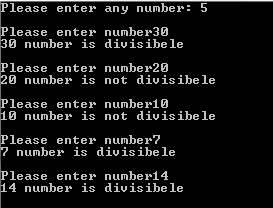 Please enter any number: 5
Please enter number30
30 number is divisibele
Please enter number20
20 number is not divisibele
Please enter number10
10 number is not divisibele
Please enter number7
7 number is divisibele
Please enter number14
14 number is divisibele